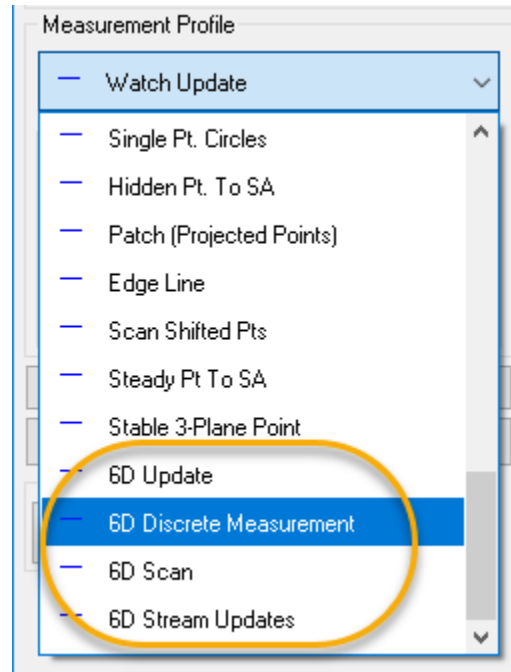 Measurement Profile
Watch Update
Single Pt. Circles
Hidden Pt. To SA
Patch (Projected Points)
Edge Line
Scan Shifted Pts
Steady Pt To SA
Stable 3-Plane Point
6D Update
6D Discrete Measurement
6D Scan
6D Stream Updates